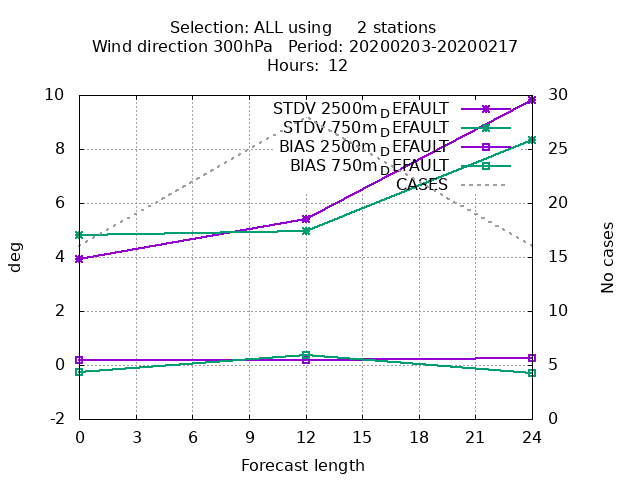 Selection: ALL using     2 stations
Wind direction 300hPa   Period: 20200203-20200217
Hours:  12
STDV 2500m_DEFAULT
STDV 750m_DEFAULT
BIAS 2500m_DEFAULT
BIAS 750m_DEFAULT
CASES
10
8
6
4
2
0
-2
deg
30
25
20
15
10
5
0
No cases
0 3 6 9 12 15 18 21 24
Forecast length